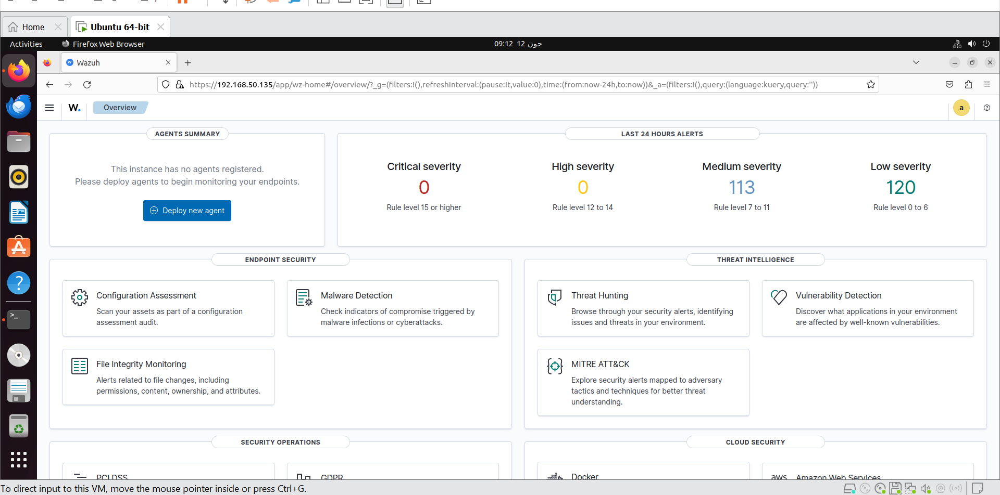 Home
Ubuntu 64-bit
Activities
Firefox Web Browser
09:12 12 جون
Wazuh
https://192.168.50.135/app/wz-home#/overview/?_g=(filters:!(),refreshInterval:(pause:!t,value:0),time:(from:now-24h,to:now))&_a=(filters:!(),query:(language:kuery,query:''))
W.
Overview
a
AGENTS SUMMARY
This instance has no agents registered.
Please deploy agents to begin monitoring your endpoints.
Deploy new agent
LAST 24 HOURS ALERTS
Critical severity
0
Rule level 15 or higher
High severity
0
Rule level 12 to 14
Medium severity
113
Rule level 7 to 11
Low severity
120
Rule level 0 to 6
ENDPOINT SECURITY
Configuration Assessment
Scan your assets as part of a configuration
assessment audit.
Malware Detection
Check indicators of compromise triggered by
malware infections or cyberattacks.
File Integrity Monitoring
Alerts related to file changes, including
permissions, content, ownership, and attributes.
THREAT INTELLIGENCE
Threat Hunting
Browse through your security alerts, identifying
issues and threats in your environment.
Vulnerability Detection
Discover what applications in your environment
are affected by well-known vulnerabilities.
MITRE ATT&CK
Explore security alerts mapped to adversary
tactics and techniques for better threat
understanding.
SECURITY OPERATIONS
PCI DSS
GDPR
CLOUD SECURITY
Docker
aws
Amazon Web Services
To direct input to this VM, move the mouse pointer inside or press Ctrl+G.